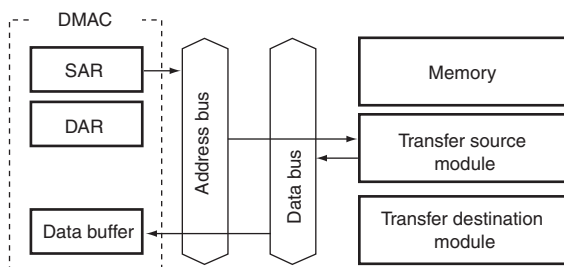 DMAC
SAR
DAR
Data buffer
Address bus
Data bus
Memory
Transfer source
module
Transfer destination
module